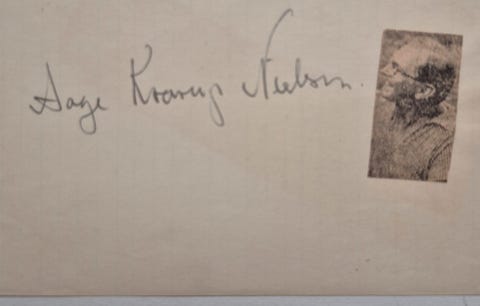 Aage Krarup Nielsen.